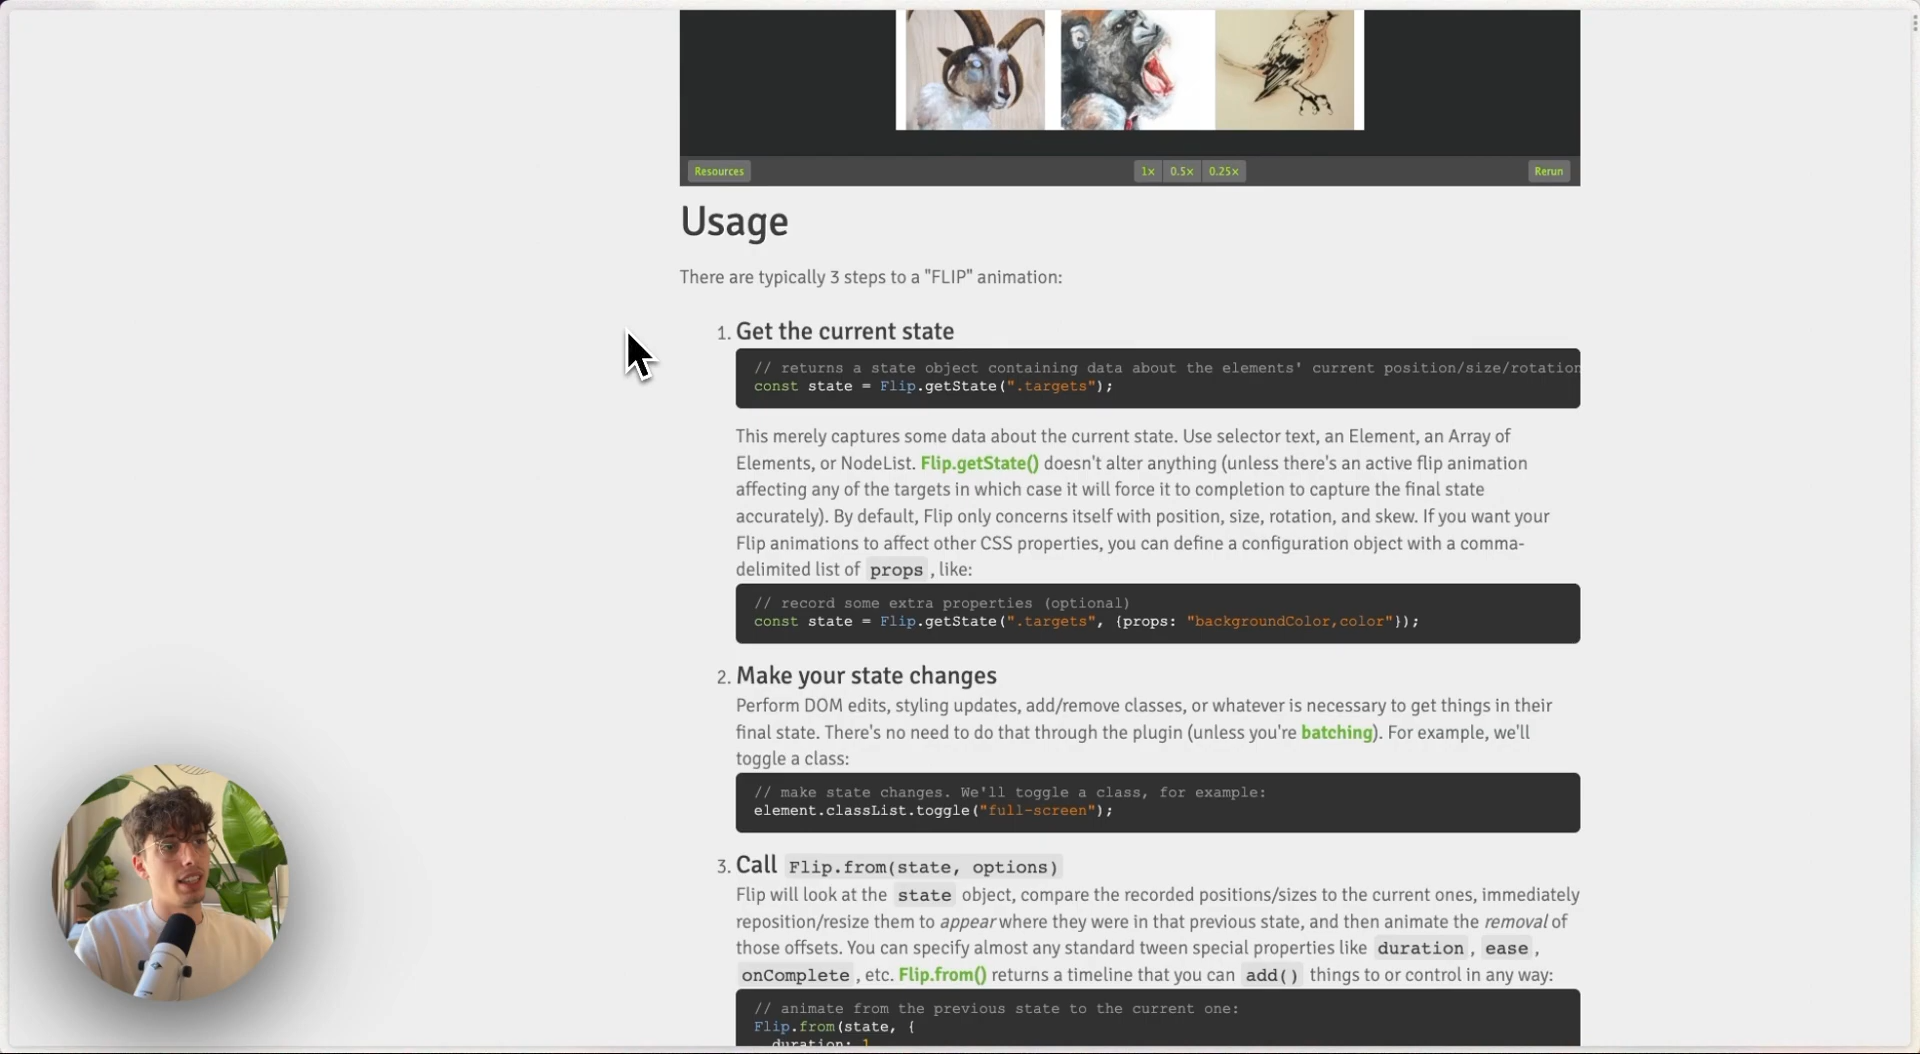 Resources
1x
0.5x
0.25x
Rerun
Usage
There are typically 3 steps to a "FLIP" animation:
1. Get the current state
// returns a state object containing data about the elements' current position/size/rotation
const state = Flip.getState(".targets");
This merely captures some data about the current state. Use selector text, an Element, an Array of
Elements, or NodeList. Flip.getState() doesn't alter anything (unless there's an active flip animation
affecting any of the targets in which case it will force it to completion to capture the final state
accurately). By default, Flip only concerns itself with position, size, rotation, and skew. If you want your
Flip animations to affect other CSS properties, you can define a configuration object with a comma-
delimited list of props , like:
// record some extra properties (optional)
const state = Flip.getState(".targets", {props: "backgroundColor,color"});
2. Make your state changes
Perform DOM edits, styling updates, add/remove classes, or whatever is necessary to get things in their
final state. There's no need to do that through the plugin (unless you're batching). For example, we'll
toggle a class:
// make state changes. We'll toggle a class, for example:
element.classList.toggle("full-screen");
3. Call Flip.from(state, options)
Flip will look at the state object, compare the recorded positions/sizes to the current ones, immediately
reposition/resize them to appear where they were in that previous state, and then animate the removal of
those offsets. You can specify almost any standard tween special properties like duration , ease ,
onComplete , etc. Flip.from() returns a timeline that you can add() things to or control in any way:
// animate from the previous state to the current one:
Flip.from(state, {
duration: 1